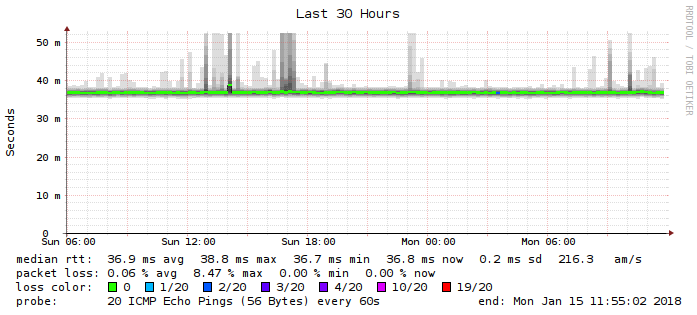 Last 30 Hours
RRDTOOL / TOBI OETIKER
Seconds
50 m
40 m
30 m
20 m
10 m
0
Sun 06:00 Sun 12:00 Sun 18:00 Mon 00:00 Mon 06:00
median rtt: 36.9 ms avg 38.8 ms max 36.7 ms min 36.8 ms now 0.2 ms sd 216.3 am/s
packet loss: 0.06 % avg 8.47 % max 0.00 % min 0.00 % now
loss color: 0 1/20 2/20 3/20 4/20 10/20 19/20
probe: 20 ICMP Echo Pings (56 Bytes) every 60s end: Mon Jan 15 11:55:02 2018